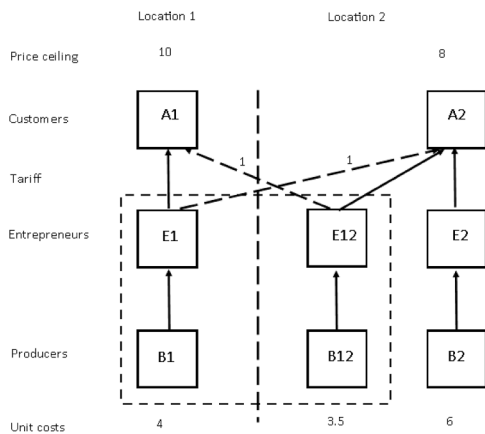 Location 1 Location 2
Price ceiling 10 8
Customers A1 A2
1 1
Tariff
Entrepreneurs E1 E12 E2
Producers B1 B12 B2
Unit costs 4 3.5 6